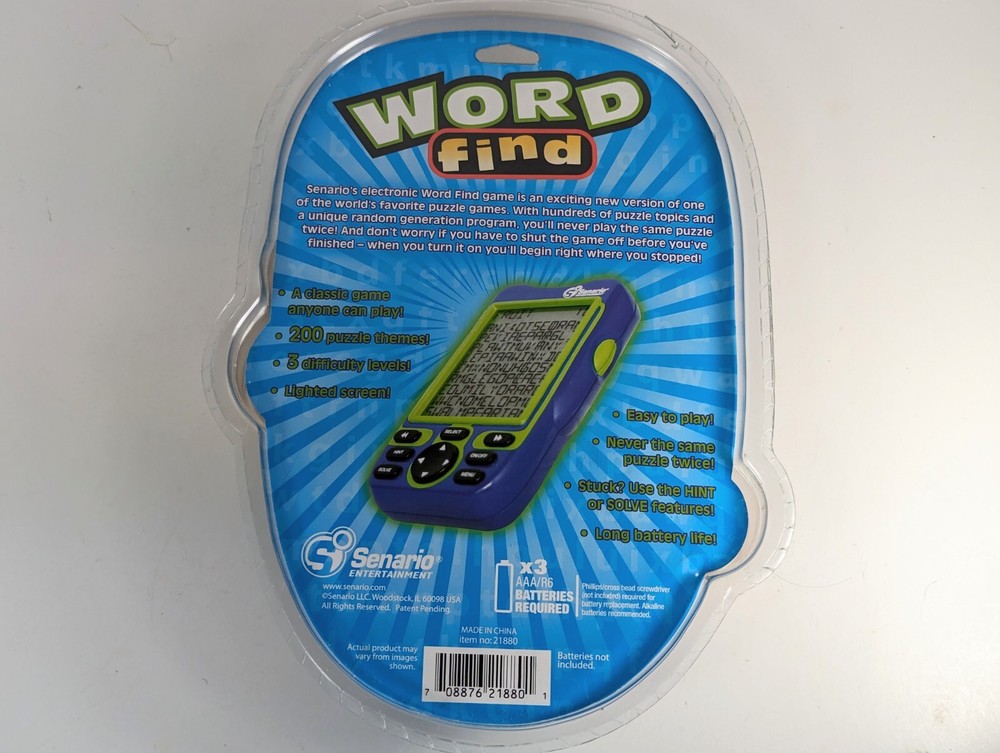 WORD
find
Senario's electronic Word Find game is an exciting new version of one
of the world's favorite puzzle games. With hundreds of puzzle topics and
a unique random generation program, you'll never play the same puzzle
twice! And don't worry if you have to shut the game off before you've
finished – when you turn it on you'll begin right where you stopped!
• A classic game
anyone can play!
• 200 puzzle themes!
• 3 difficulty levels!
• Lighted screen!
Senario
SELECT
HINT
ON/OFF
SOLVE
MENU
• Easy to play!
• Never the same
puzzle twice!
• Stuck? Use the HINT
or SOLVE features!
• Long battery life!
Senario®
ENTERTAINMENT
www.senario.com
©Senario LLC. Woodstock, IL 60098 USA
All Rights Reserved. Patent Pending.
x3
AAA/R6
BATTERIES
REQUIRED
Phillips/cross head screwdriver
(not included) required for
battery replacement. Alkaline
batteries recommended.
MADE IN CHINA
item no: 21880
Actual product may
vary from images
shown.
Batteries not
included.
7 08876 21880 1